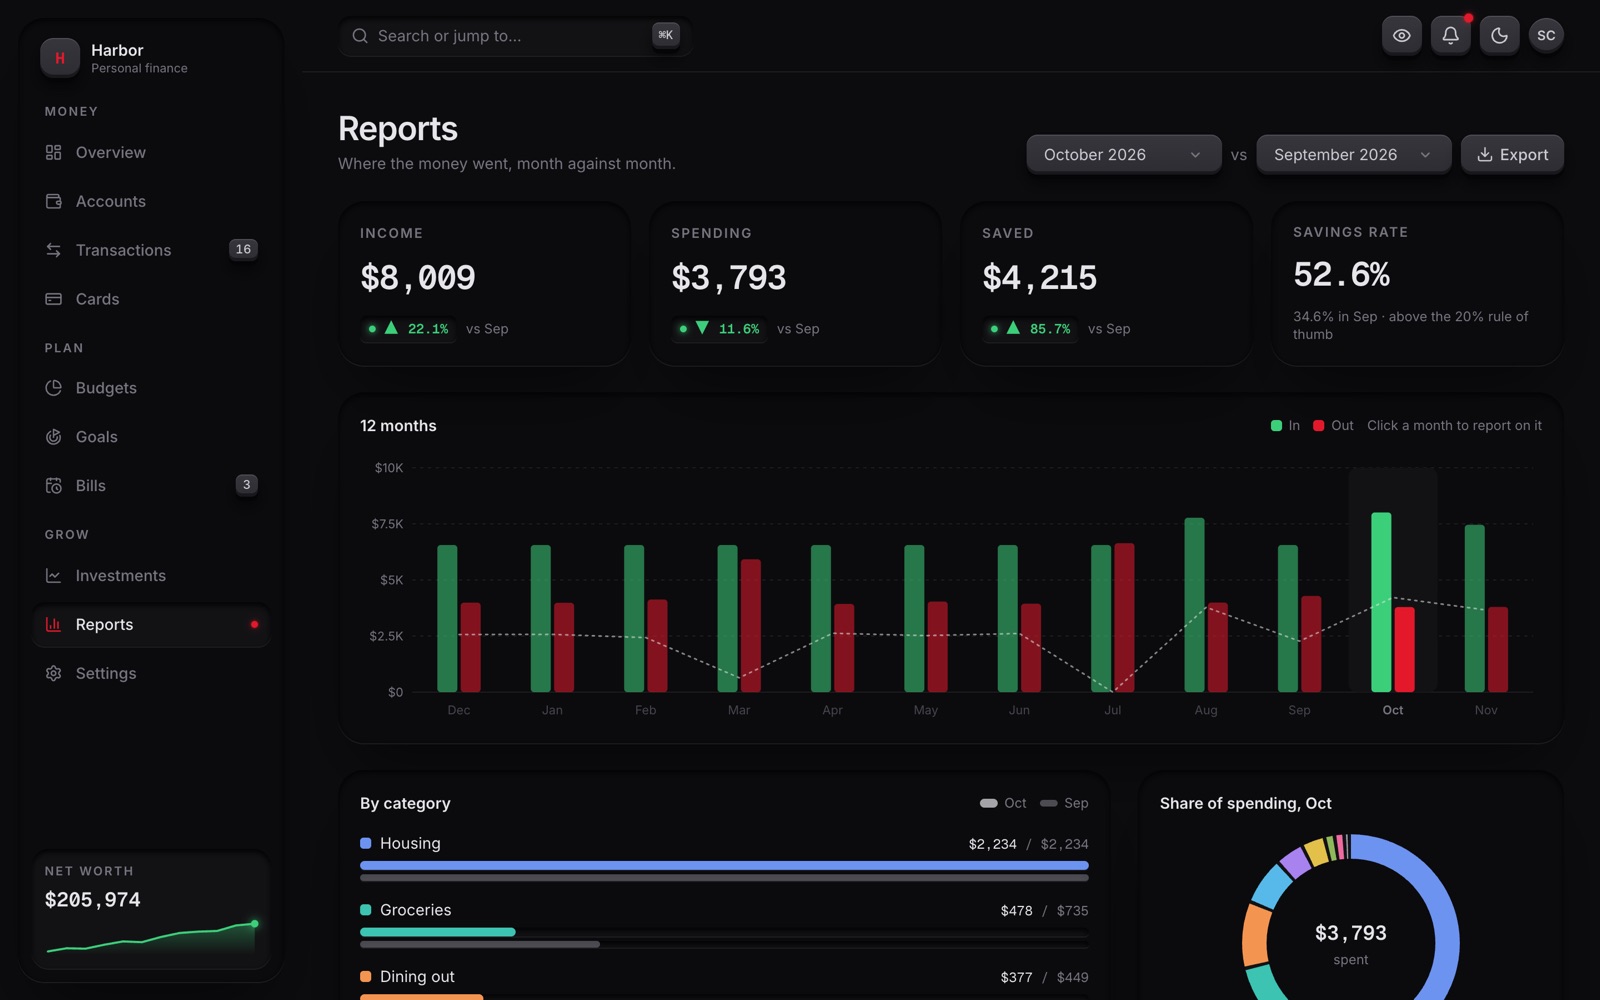 H
Harbor
Personal finance
MONEY
Overview
Accounts
Transactions 16
Cards
PLAN
Budgets
Goals
Bills 3
GROW
Investments
Reports
Settings
NET WORTH
$205,974
Search or jump to... ⌘K
SC
Reports
Where the money went, month against month.
October 2026 vs September 2026 Export
INCOME
$8,009
▲ 22.1% vs Sep
SPENDING
$3,793
▼ 11.6% vs Sep
SAVED
$4,215
▲ 85.7% vs Sep
SAVINGS RATE
52.6%
34.6% in Sep · above the 20% rule of
thumb
12 months
In Out Click a month to report on it
$10K
$7.5K
$5K
$2.5K
$0
Dec Jan Feb Mar Apr May Jun Jul Aug Sep Oct Nov
By category
Oct Sep
Housing $2,234 / $2,234
Groceries $478 / $735
Dining out $377 / $449
Share of spending, Oct
$3,793
spent